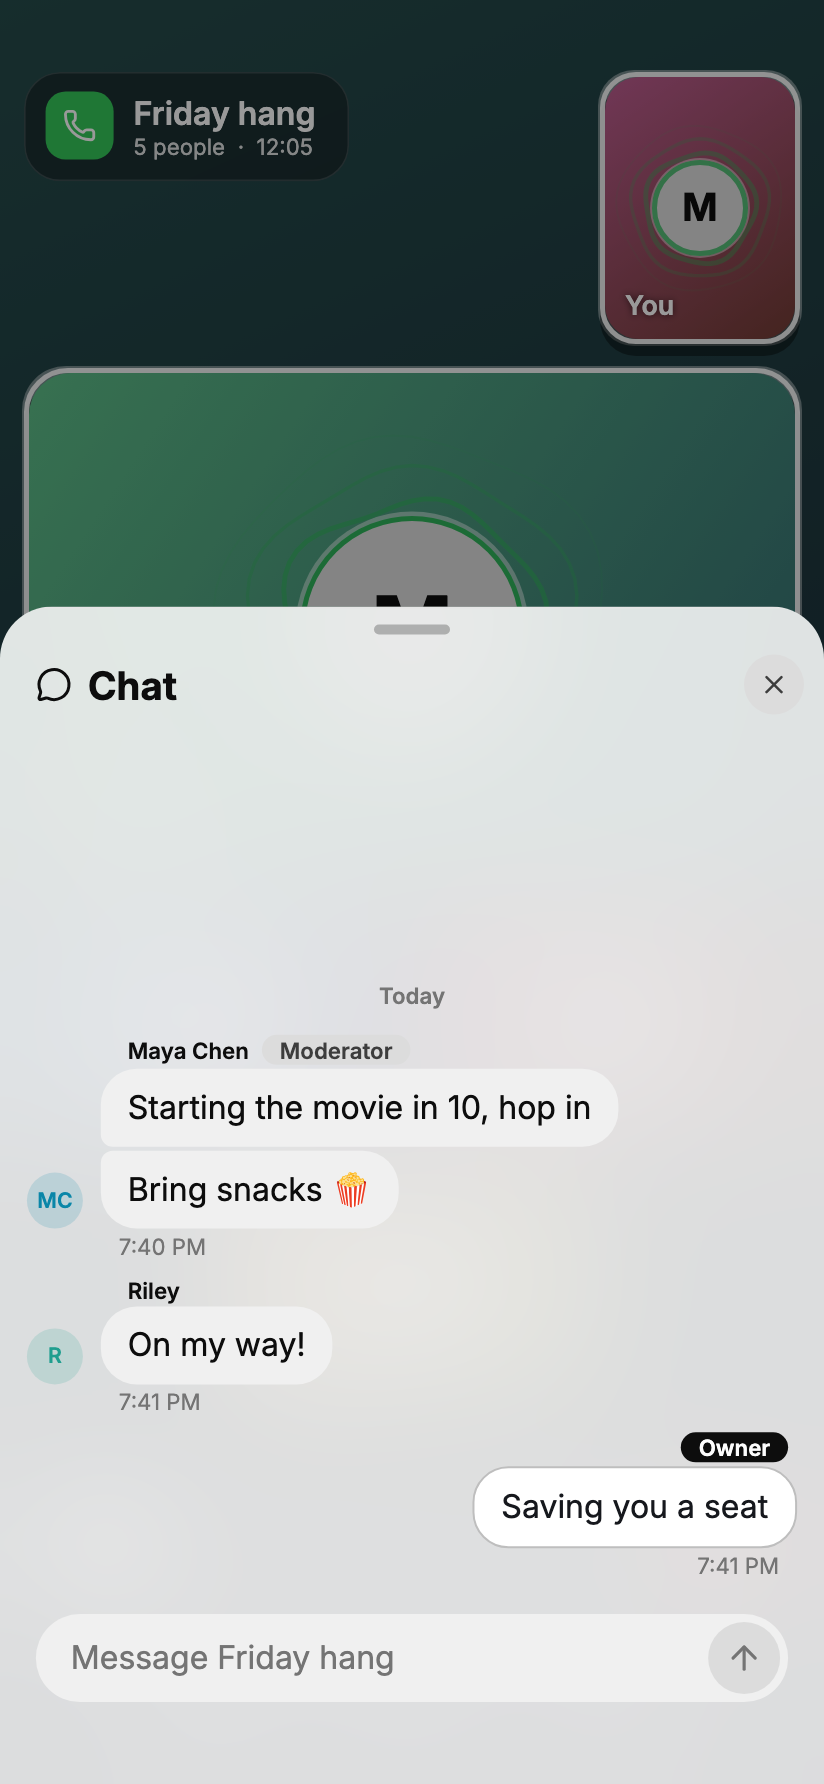 Friday hang
5 people · 12:05
M
You
Chat
Today
Maya Chen Moderator
Starting the movie in 10, hop in
Bring snacks 🍿
MC
7:40 PM
Riley
On my way!
R
7:41 PM
Owner
Saving you a seat
7:41 PM
Message Friday hang